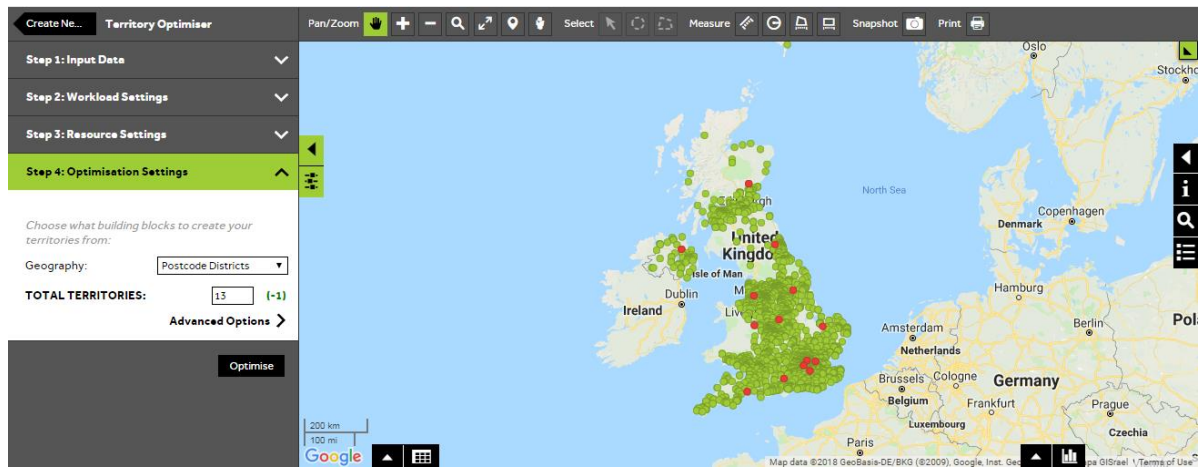 Create Ne... Territory Optimiser
Pan/Zoom Select Measure Snapshot Print
Step 1: Input Data
Step 2: Workload Settings
Step 3: Resource Settings
Step 4: Optimisation Settings
Choose what building blocks to create your
territories from:
Geography: Postcode Districts
TOTAL TERRITORIES: 13 (-1)
Advanced Options
Optimise
Oslo
North Sea
United
Kingdo
Isle of Man
Dublin
Ireland
Copenhagen
Denmark
Hamburg
Berlin
Amsterdam
Netherlands
Brussels
Cologne
Germany
Belgium
Frankfurt
Prague
Luxembourg
Czechia
Paris
200 km
100 mi
Google
Map data ©2018 GeoBasis-DE/BKG (©2009), Google, Inst. Geo
GISrael
Terms of Use